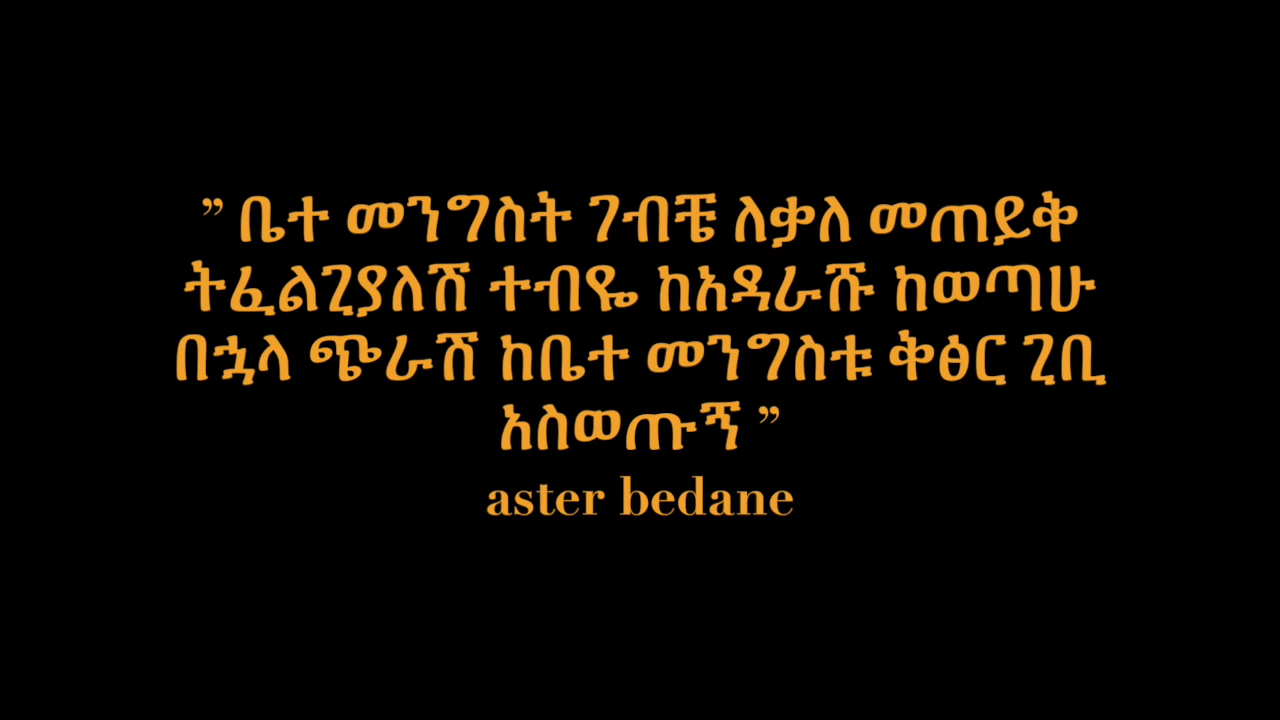 ” ቤተ መንግስት ገብቼ ለቃለ መጠይቅ
ትፈልጊያለሽ ተብዬ ከአዳራሹ ከወጣሁ
በኋላ ጭራሽ ከቤተ መንግስቱ ቅፅር ጊቢ
አስወጡኝ ”
aster bedane